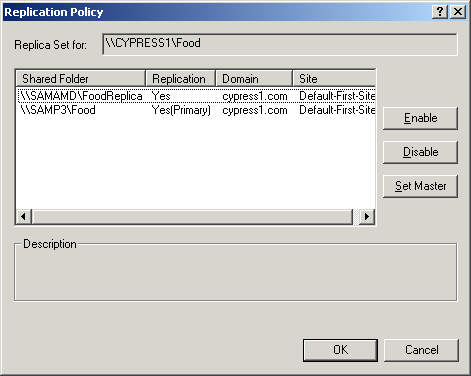 Replication Policy
Replica Set for: \\CYPRESS1\Food
Shared Folder Replication Domain Site
\\SAMAMD\FoodReplica Yes cypress1.com Default-First-Site
\\SAMP3\Food Yes(Primary) cypress1.com Default-First-Site
Enable
Disable
Set Master
Description
OK Cancel